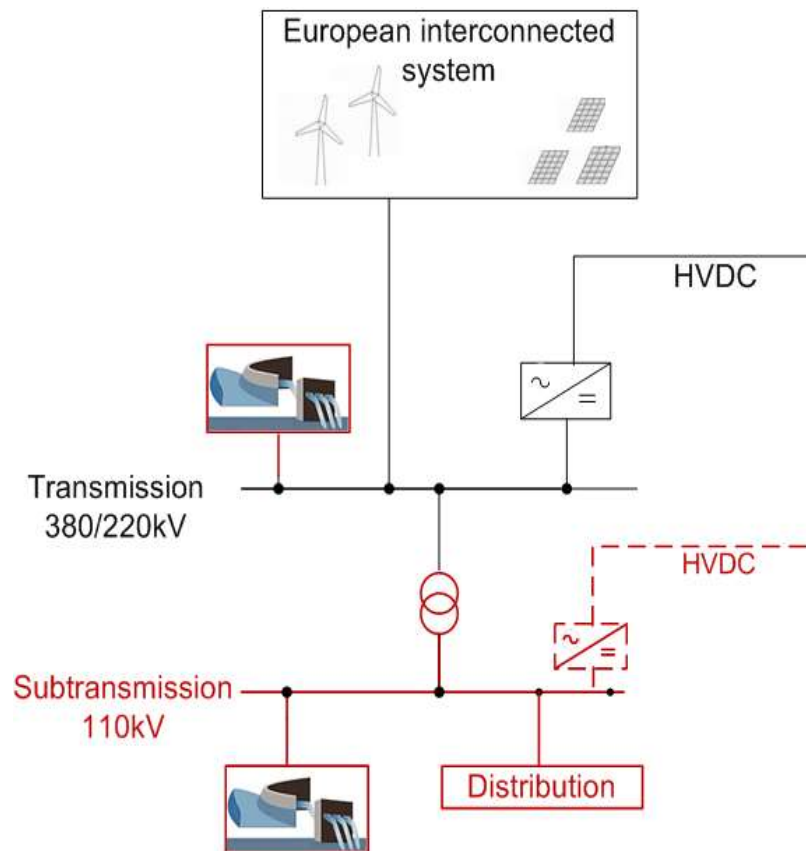 European interconnected
system
HVDC
Transmission
380/220kV
HVDC
Subtransmission
110kV
Distribution